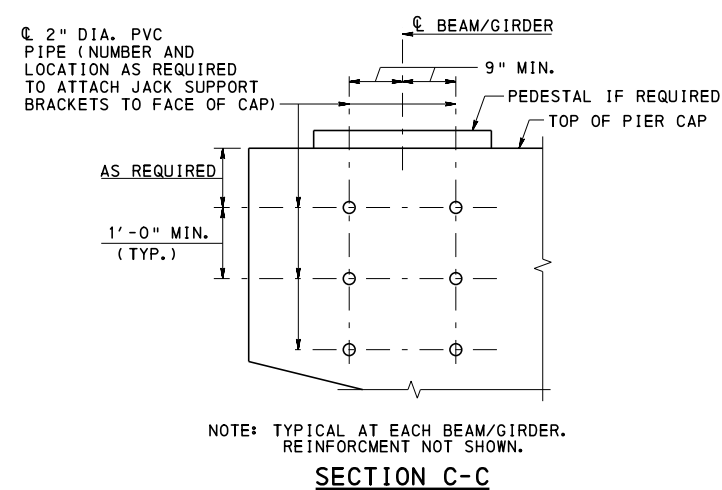 ℄ 2" DIA. PVC
PIPE (NUMBER AND
LOCATION AS REQUIRED
TO ATTACH JACK SUPPORT
BRACKETS TO FACE OF CAP)
℄ BEAM/GIRDER
9" MIN.
PEDESTAL IF REQUIRED
TOP OF PIER CAP
AS REQUIRED
1'-0" MIN.
(TYP.)
NOTE: TYPICAL AT EACH BEAM/GIRDER.
REINFORCMENT NOT SHOWN.
SECTION C-C